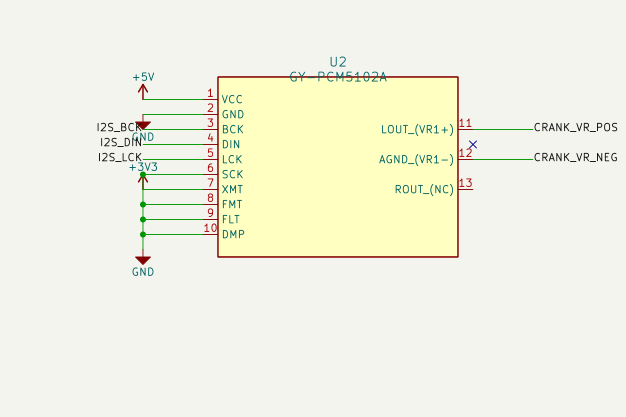 U2
GY-PCM5102A
+5V
1 VCC
2 GND
GND
I2S_BCK 3 BCK
I2S_DIN 4 DIN
I2S_LCK 5 LCK
+3V3
6 SCK
7 XMT
8 FMT
9 FLT
10 DMP
GND
LOUT_(VR1+) 11 CRANK_VR_POS
AGND_(VR1-) 12 CRANK_VR_NEG
ROUT_(NC) 13